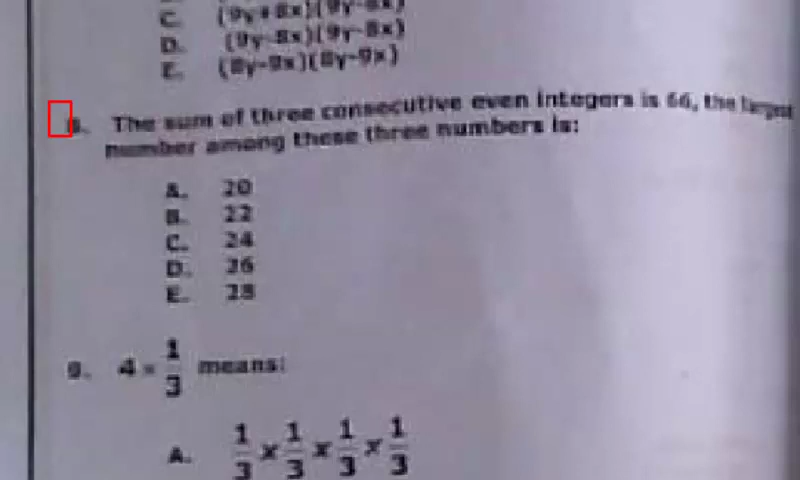 C. (9y+8x)(9y-8x)
D. (9y-8x)(9y-8x)
E. (8y-9x)(8y-9x)
8. The sum of three consecutive even integers is 66, the largest
number among these three numbers is:
A. 20
B. 22
C. 24
D. 26
E. 28
9. 4 × 1/3 means:
A. 1/3 × 1/3 × 1/3 × 1/3